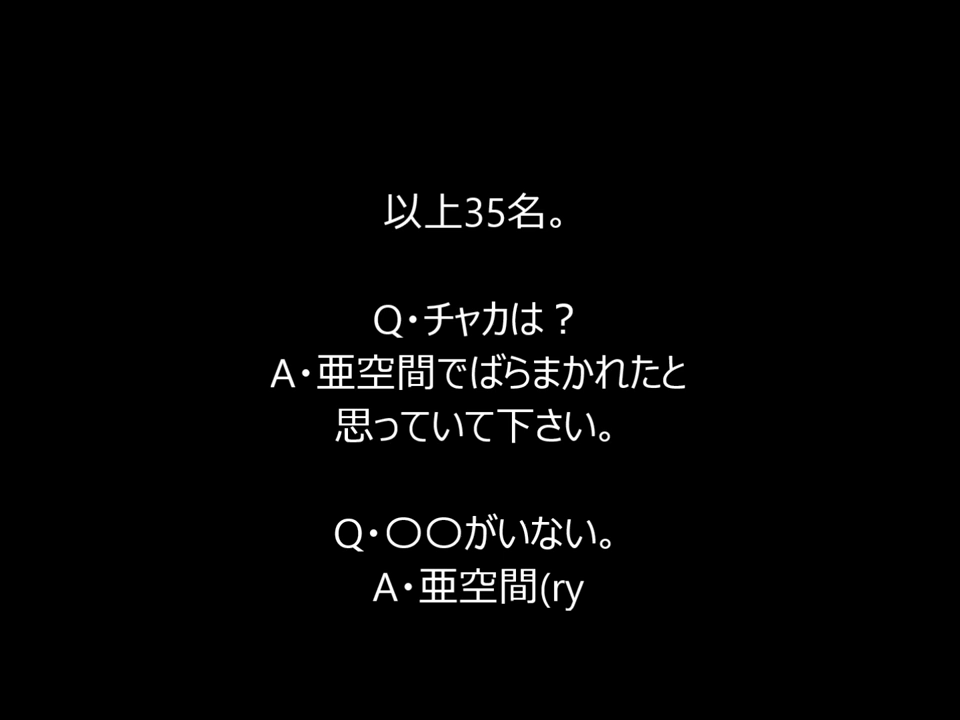 以上35名。
Q・チャカは？
A・亜空間でばらまかれたと
思っていて下さい。
Q・〇〇がいない。
A・亜空間(ry